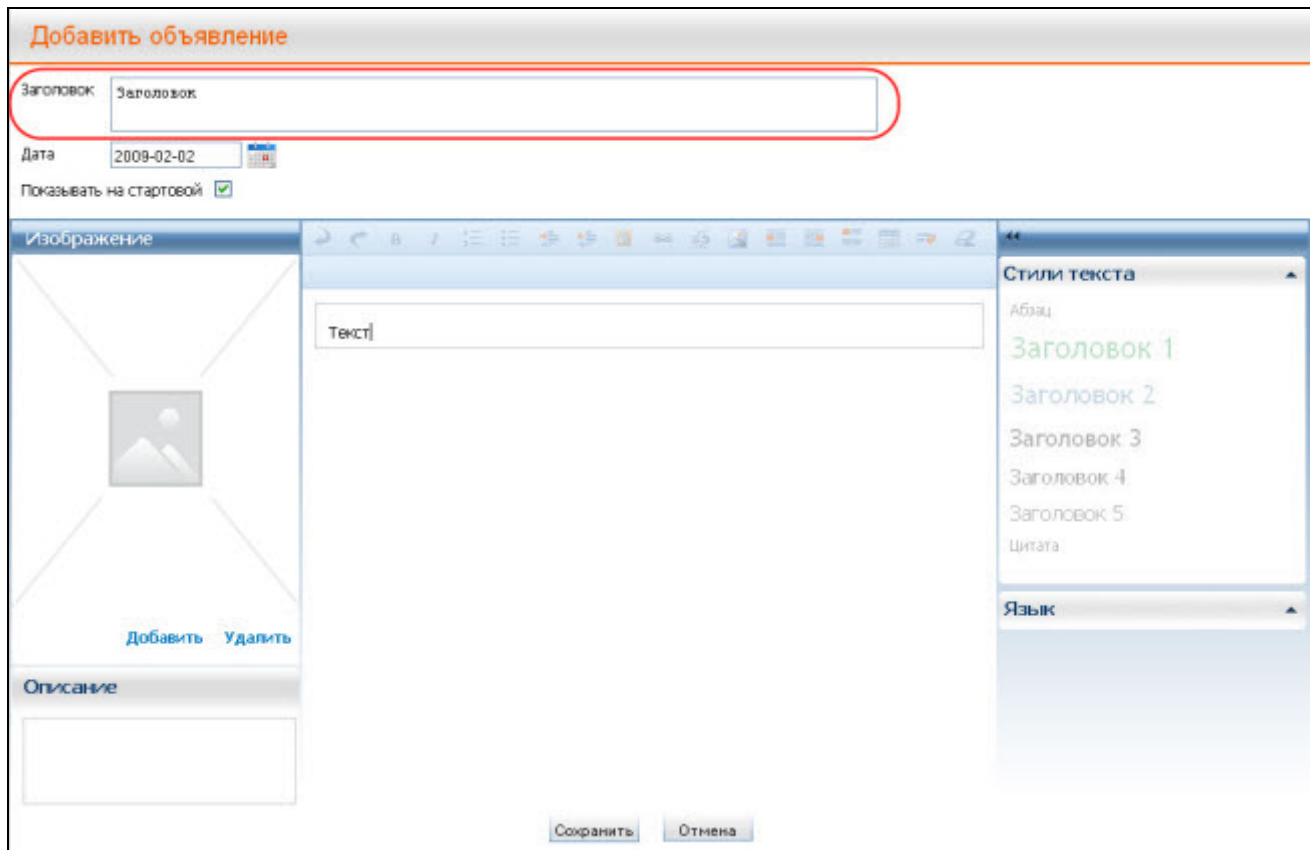 Добавить объявление
Заголовок Заголовок
Дата 2009-02-02
Показывать на стартовой
Изображение
Стили текста
Абзац
Текст
Заголовок 1
Заголовок 2
Заголовок 3
Заголовок 4
Заголовок 5
Цитата
Язык
Добавить Удалить
Описание
Сохранить Отмена